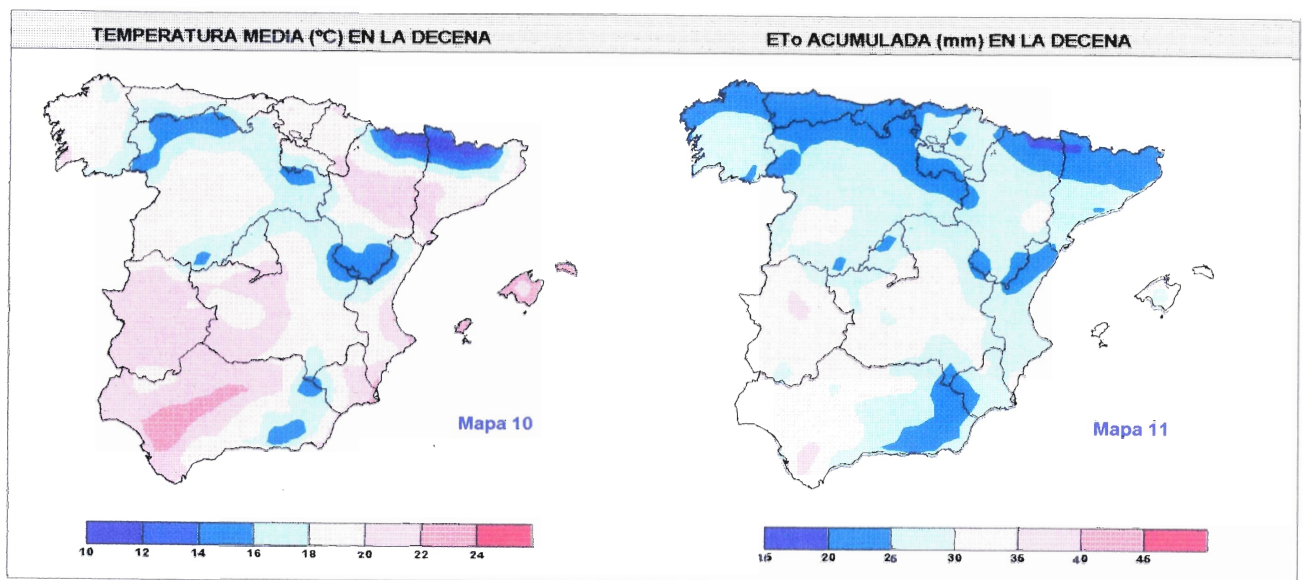 TEMPERATURA MEDIA (ºC) EN LA DECENA
ETo ACUMULADA (mm) EN LA DECENA
Mapa 10
Mapa 11
10 12 14 16 18 20 22 24
15 20 25 30 35 40 45